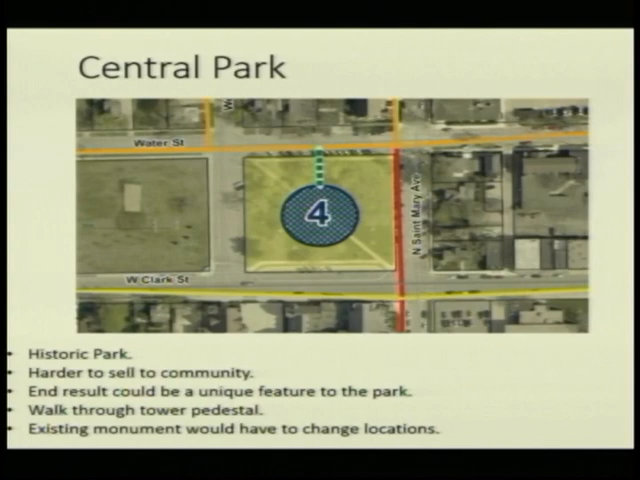 Central Park
W
Water St
4
N Saint Mary Ave
W Clark St
• Historic Park.
• Harder to sell to community.
• End result could be a unique feature to the park.
• Walk through tower pedestal.
• Existing monument would have to change locations.